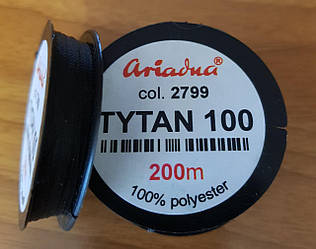 ariadna®
col. 2799
TYTAN 100
200m
100% polyester